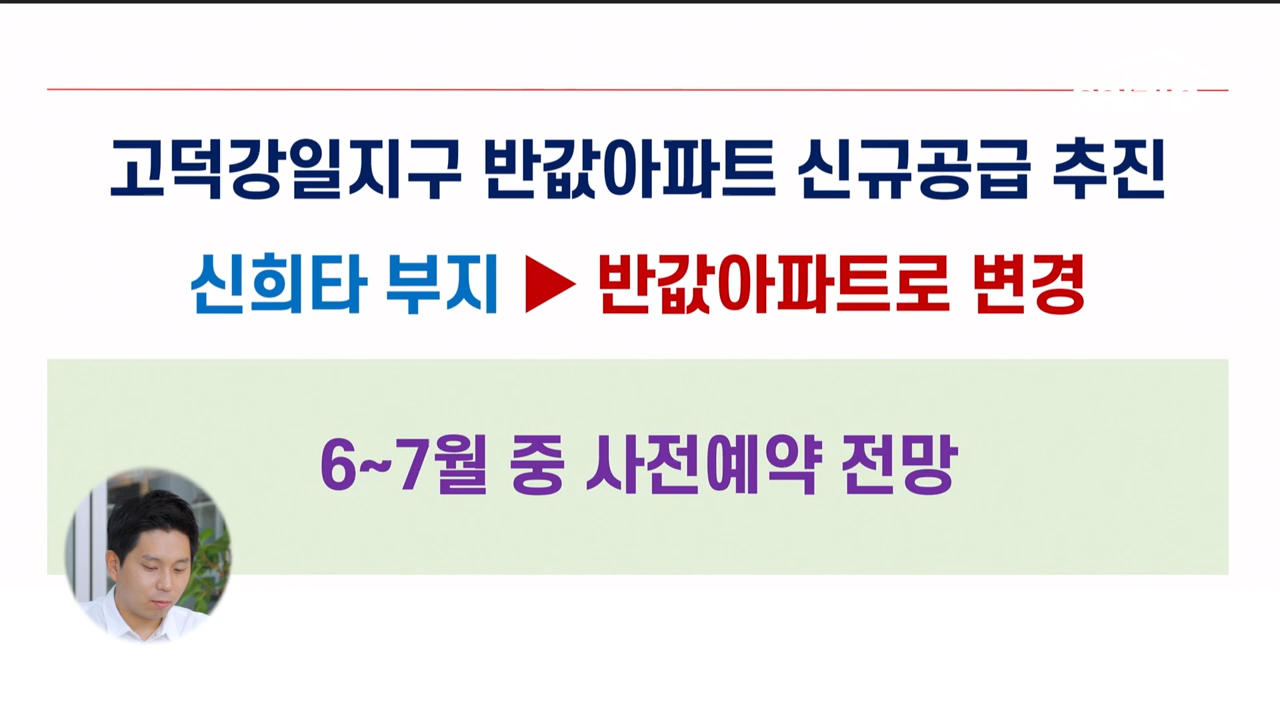 고덕강일지구 반값아파트 신규공급 추진
신희타 부지 ▶ 반값아파트로 변경
6~7월 중 사전예약 전망